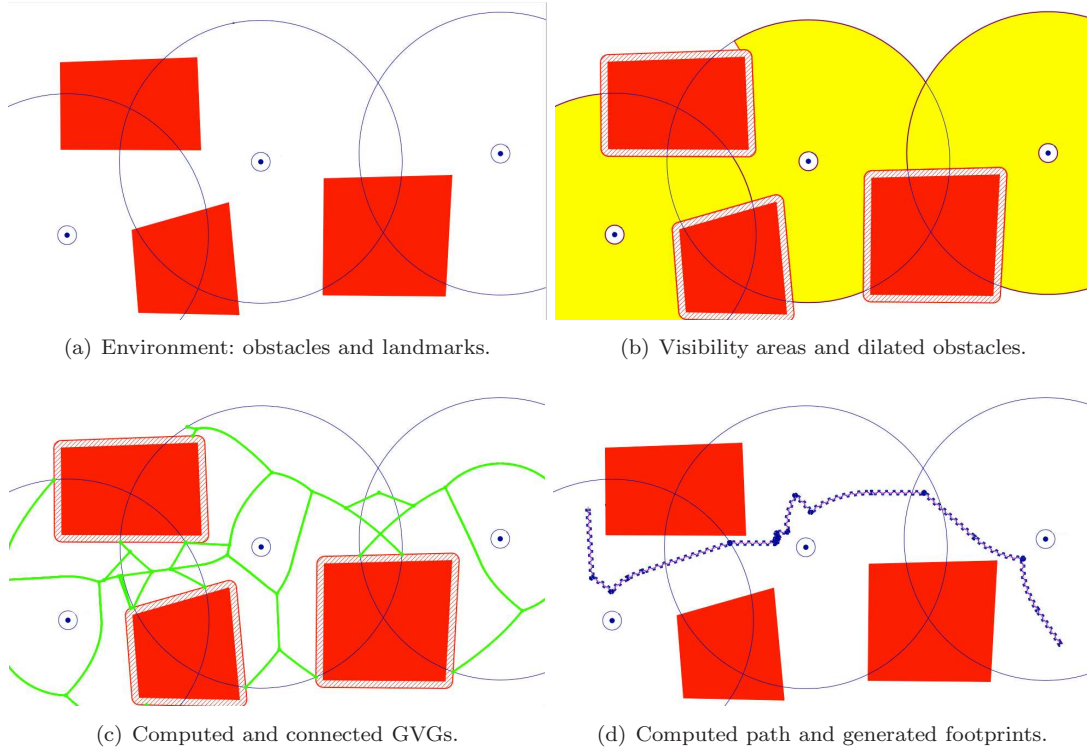 (a) Environment: obstacles and landmarks.
(b) Visibility areas and dilated obstacles.
(c) Computed and connected GVGs.
(d) Computed path and generated footprints.